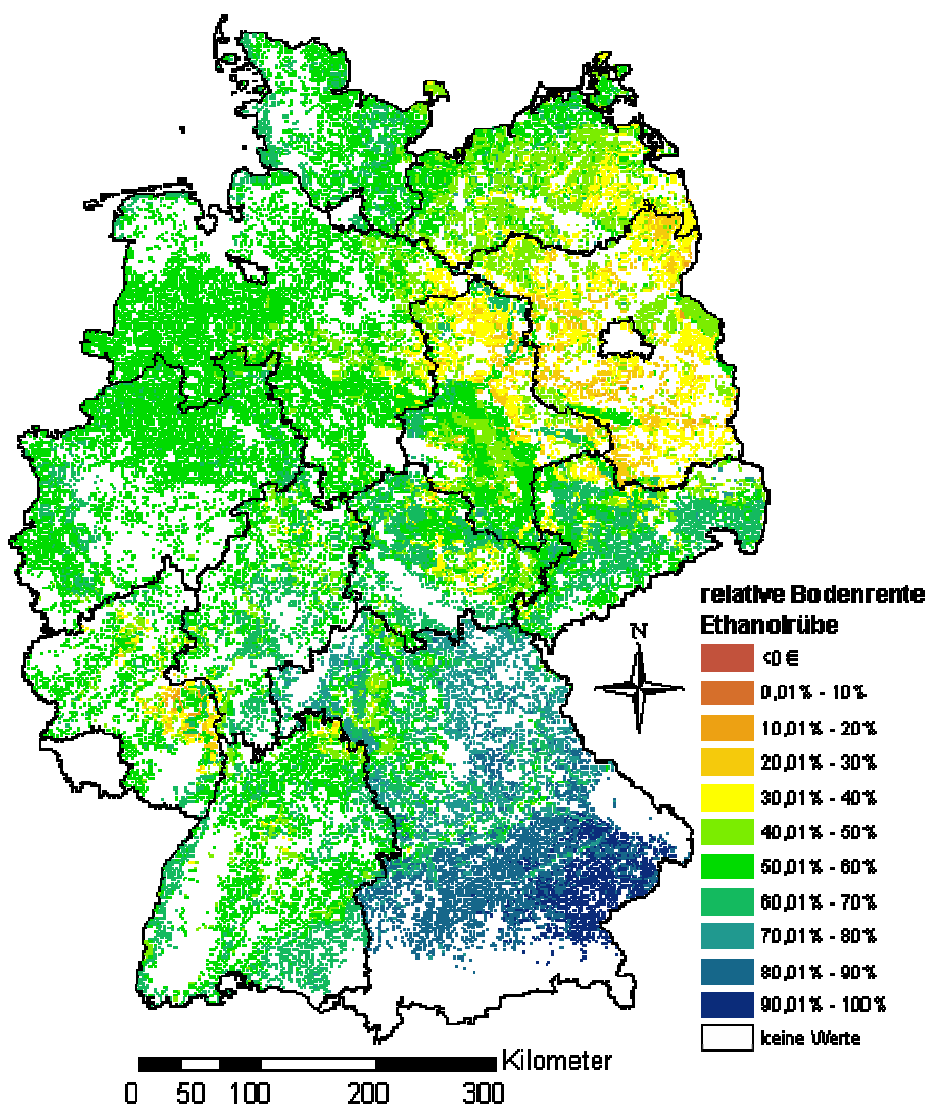 relative Bodenrente
Ethanolrübe
N
<0 €
0,01% - 10%
10,01% - 20%
20,01% - 30%
30,01% - 40%
40,01% - 50%
50,01% - 60%
60,01% - 70%
70,01% - 80%
80,01% - 90%
90,01% - 100%
keine Werte
Kilometer
0 50 100 200 300